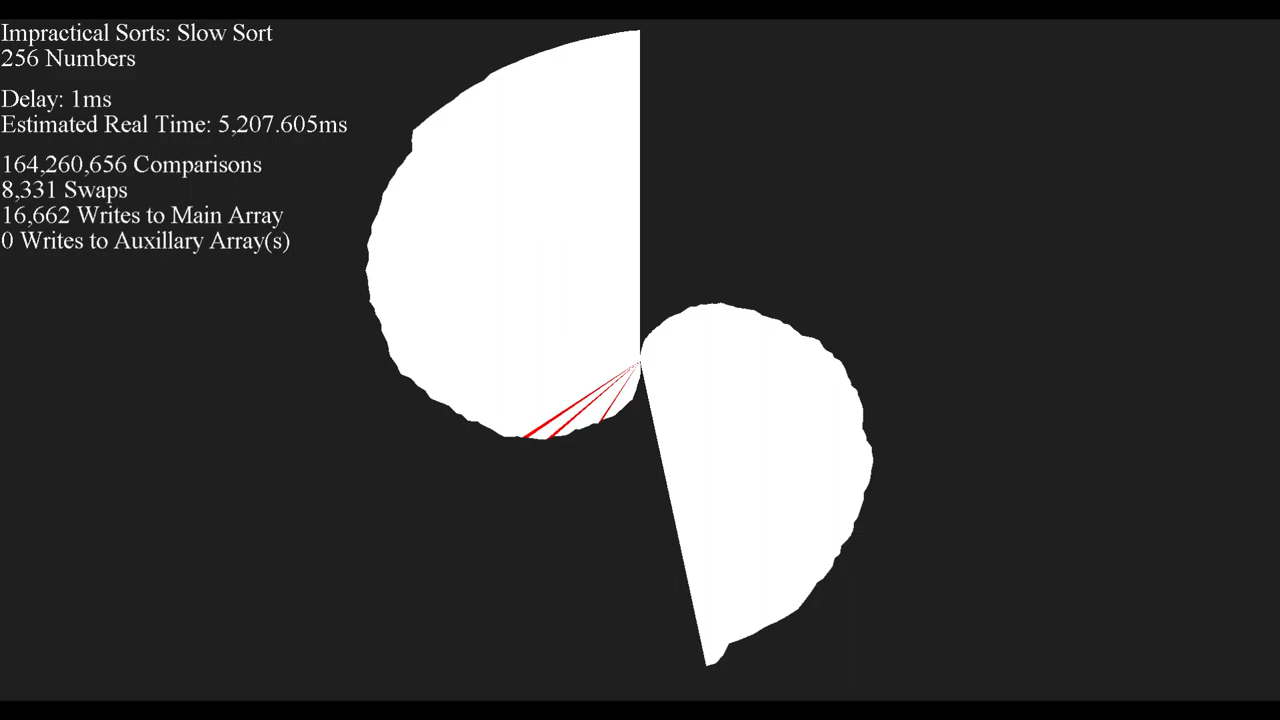 Impractical Sorts: Slow Sort
256 Numbers
Delay: 1ms
Estimated Real Time: 5,207.605ms
164,260,656 Comparisons
8,331 Swaps
16,662 Writes to Main Array
0 Writes to Auxillary Array(s)